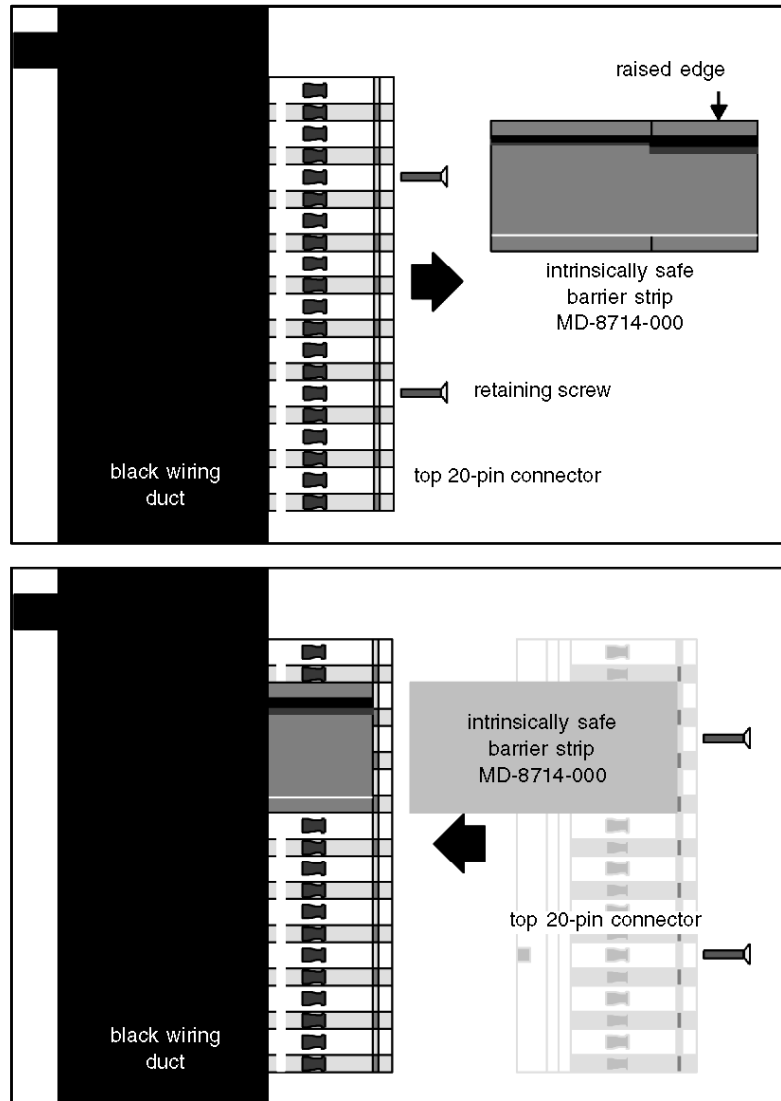 raised edge
intrinsically safe
barrier strip
MD-8714-000
retaining screw
black wiring
duct
top 20-pin connector
intrinsically safe
barrier strip
MD-8714-000
top 20-pin connector
black wiring
duct